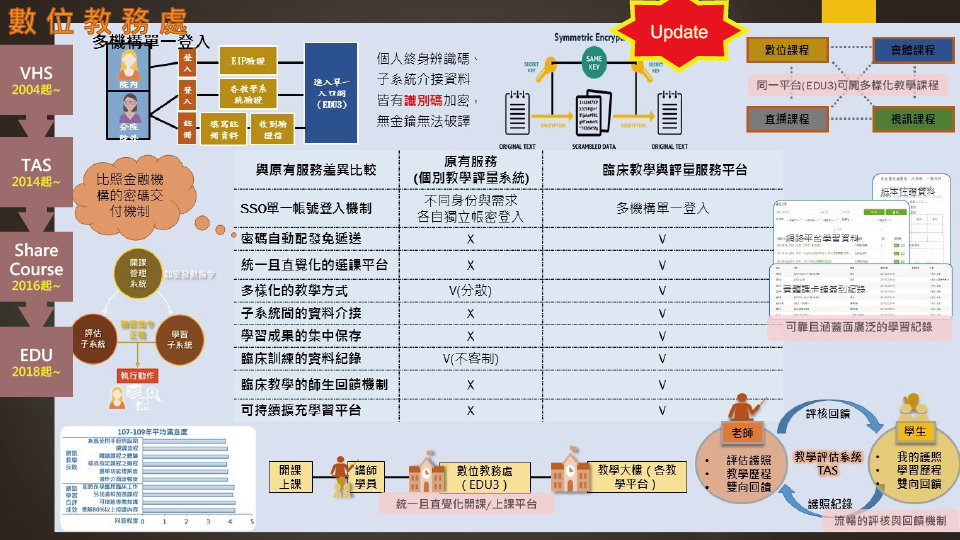 數位教務處
多機構單一登入
VHS
2004起~
TAS
2014起~
Share
Course
2016起~
EDU
2018起~
院內
分院
院外
登入
EIP驗證
登入
各教學系
統驗證
註冊
填寫註
冊資料
收到驗
證信
進入單一
入口網
(EDU3)
個人終身辨識碼、
子系統介接資料
皆有識別碼加密，
無金鑰無法破譯
Symmetric Encryp
SECRET
KEY
SAME
KEY
SECRET
KEY
ENCRYPTION
DECRYPTION
ORIGINAL TEXT
SCRAMBLED DATA
ORIGINAL TEXT
Update
數位課程
實體課程
同一平台(EDU3)可開多樣化教學課程
直播課程
視訊課程
比照金融機
構的密碼交
付機制
開課
管理
系統
評估
子系統
學習
子系統
執行動作
與原有服務差異比較
原有服務
(個別教學評量系統)
臨床教學與評量服務平台
SSO單一帳號登入機制
不同身份與需求
各自獨立帳密登入
多機構單一登入
密碼自動配發免遞送
X
V
統一且直覺化的選課平台
X
V
多樣化的教學方式
V(分散)
V
子系統間的資料介接
X
V
學習成果的集中保存
X
V
臨床訓練的資料紀錄
V(不客制)
V
臨床教學的師生回饋機制
X
V
可持續擴充學習平台
X
V
臨床佳證資料
網路平台學習資料
實體課卡鐘簽到紀錄
可靠且涵蓋面廣泛的學習紀錄
107-109年平均滿意度
同意程度
0 1 2 3 4 5
開課
上課
講師
學員
數位教務處
(EDU3)
教學大樓(各教
學平台)
統一且直覺化開課/上課平台
老師
• 評估護照
• 教學歷程
• 雙向回饋
評核回饋
教學評估系統
TAS
護照紀錄
學生
• 我的護照
• 學習歷程
• 雙向回饋
流暢的評核與回饋機制